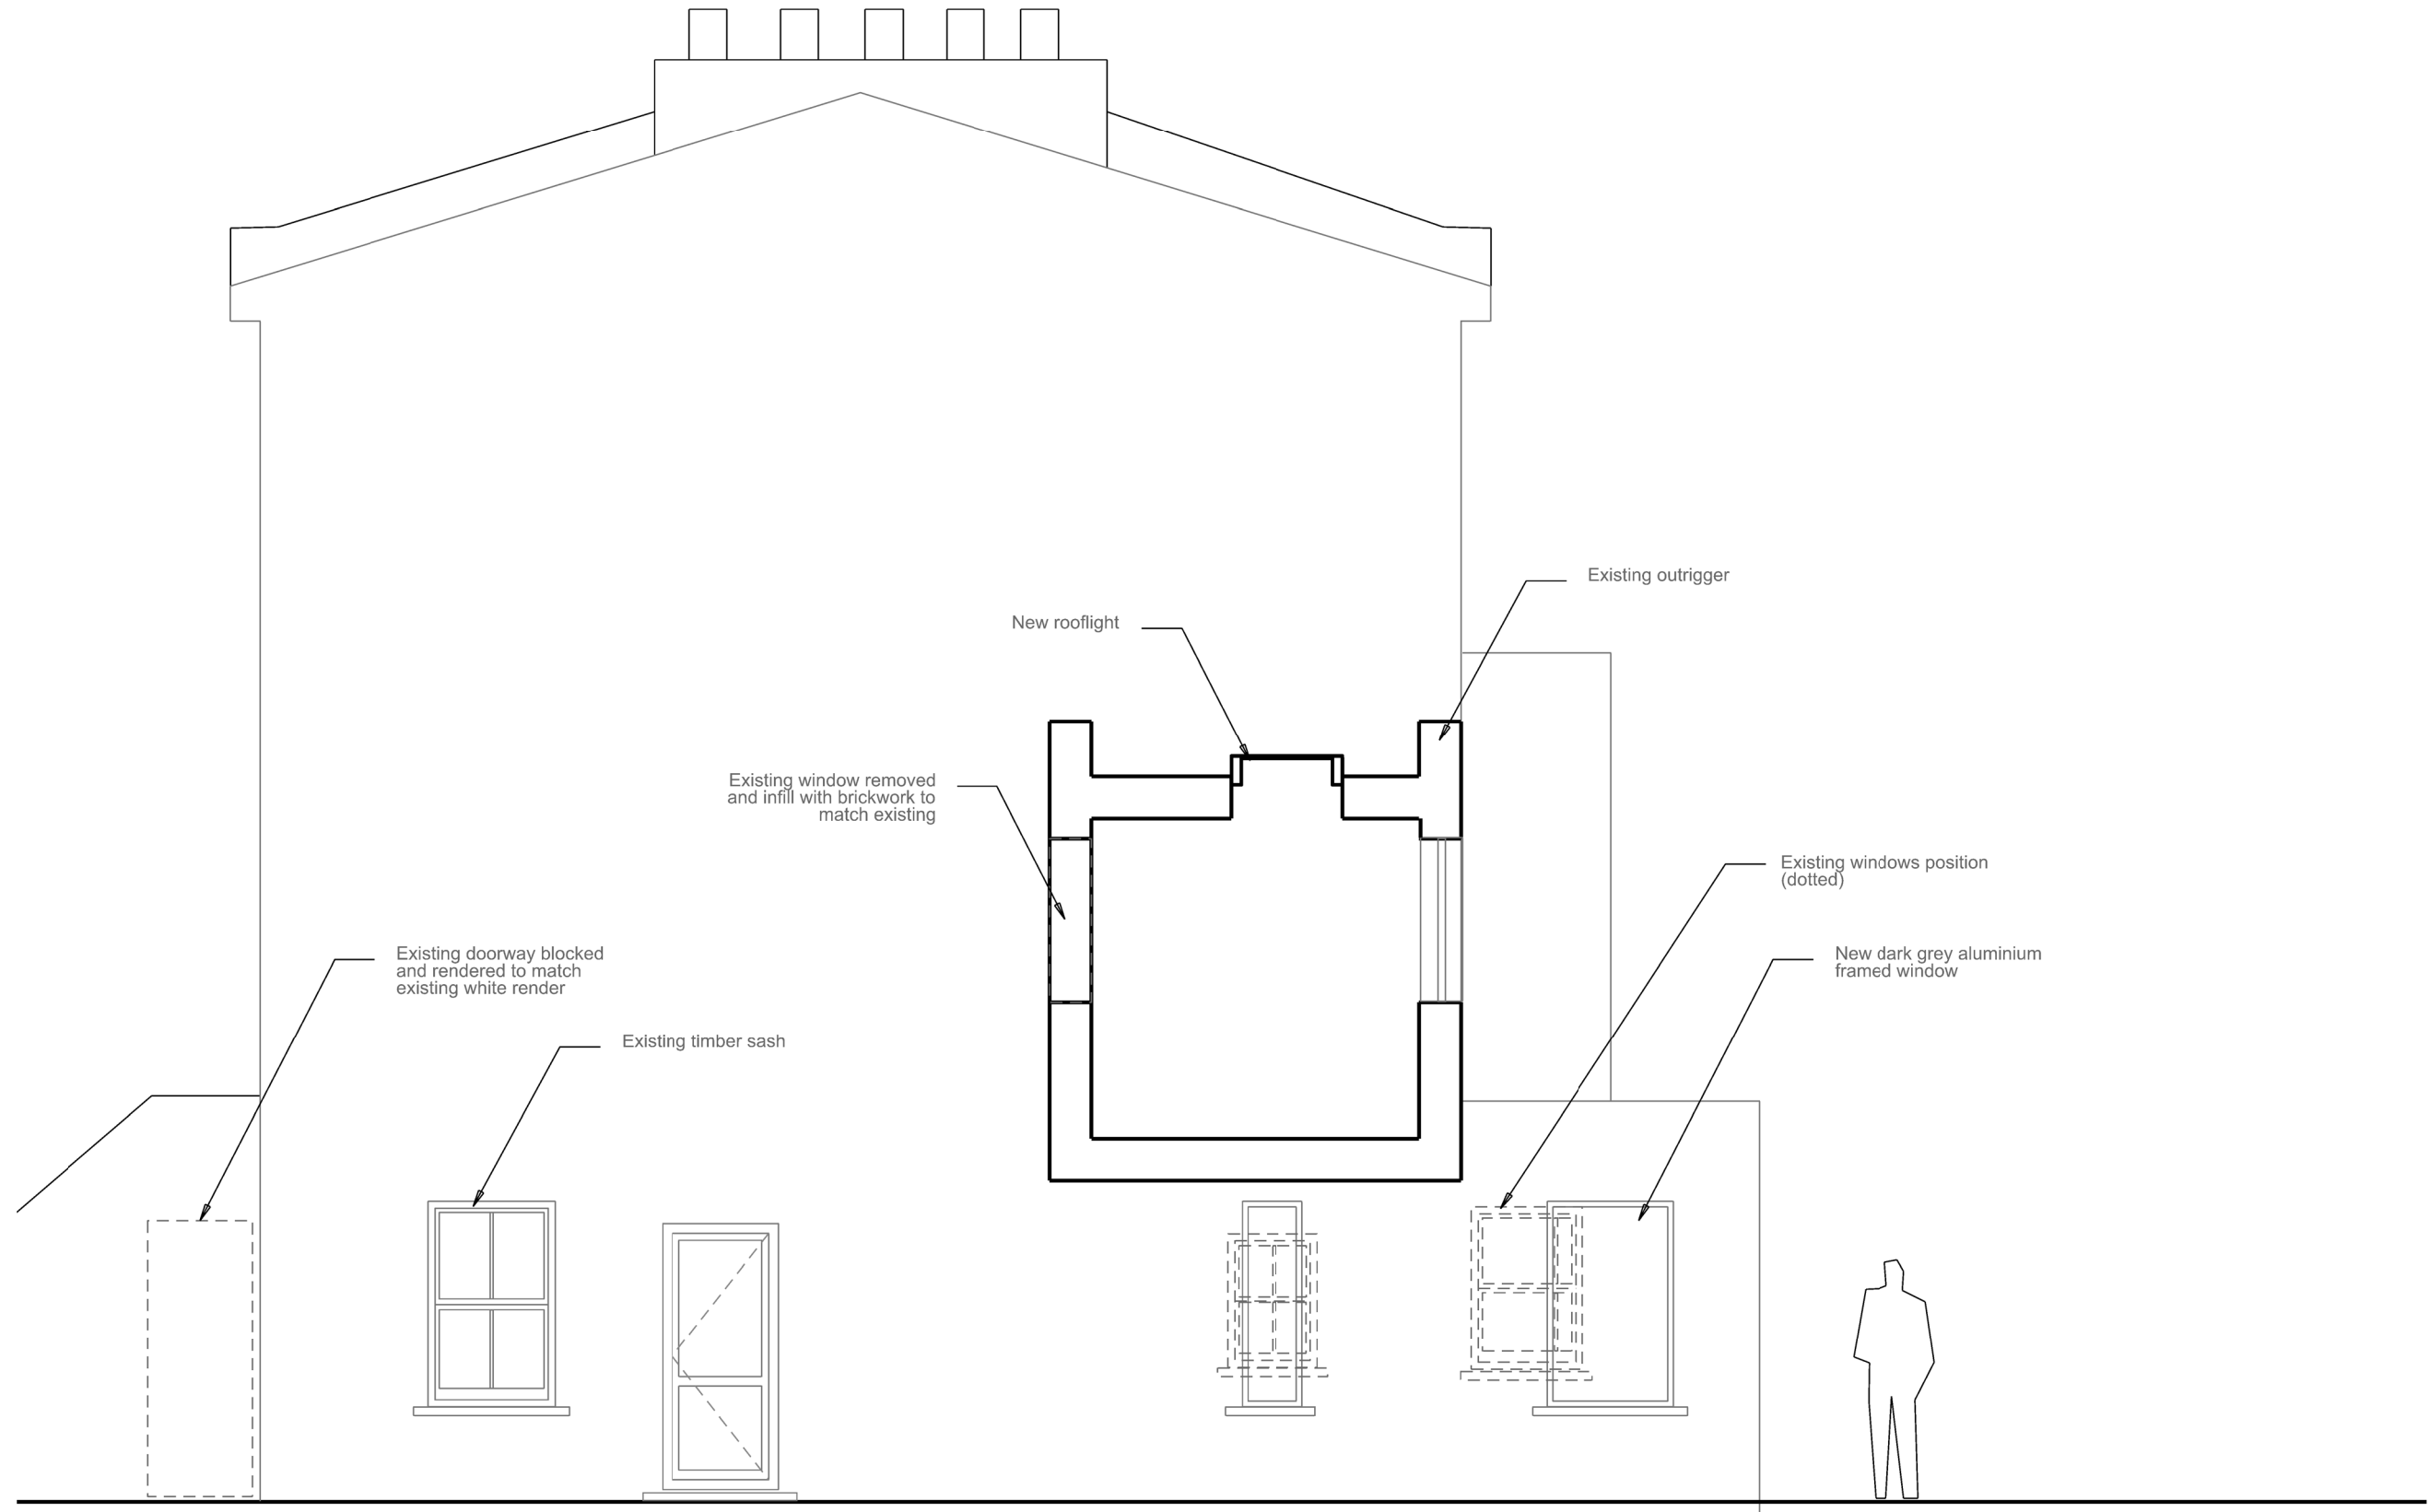 Existing outrigger
New rooflight
Existing window removed
and infill with brickwork to
match existing
Existing windows position
(dotted)
Existing doorway blocked
and rendered to match
existing white render
New dark grey aluminium
framed window
Existing timber sash